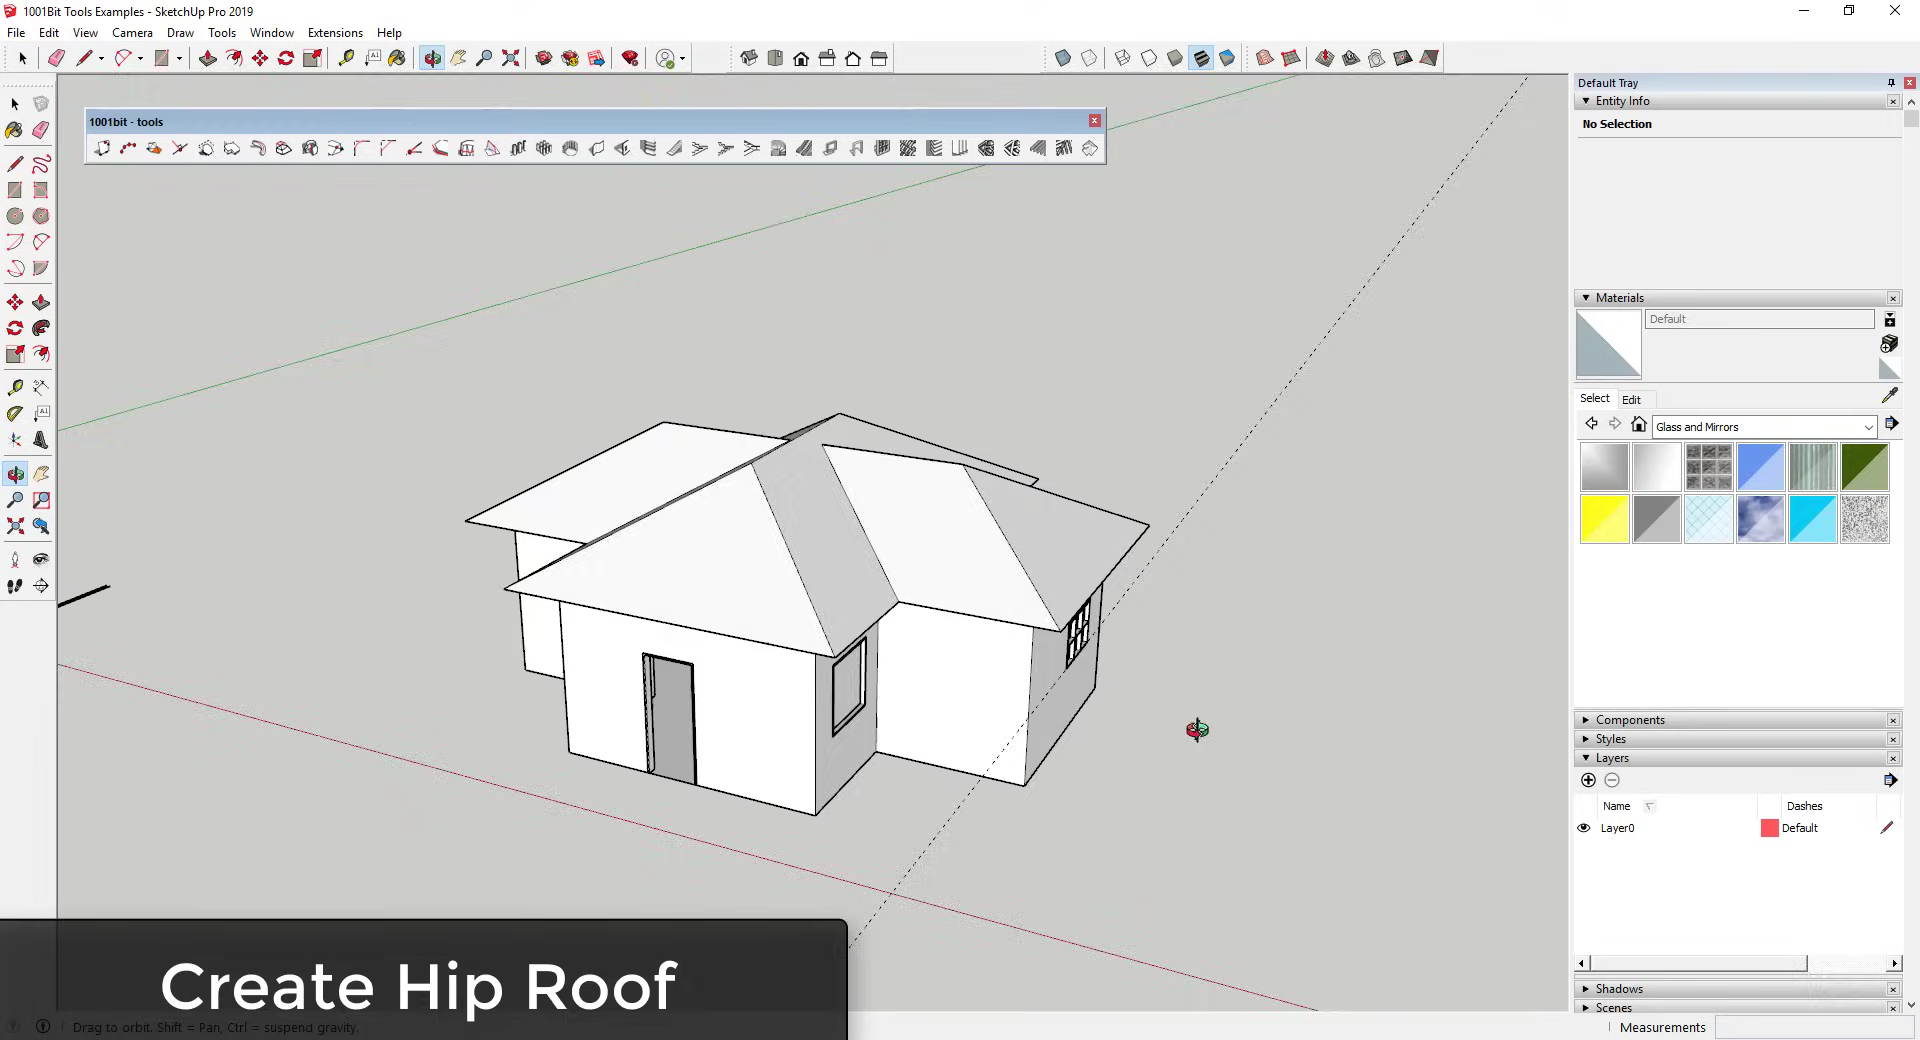 1001Bit Tools Examples - SketchUp Pro 2019
File Edit View Camera Draw Tools Window Extensions Help
Default Tray
1001bit - tools
Entity Info
No Selection
Materials
Default
Select Edit
Glass and Mirrors
Components
Styles
Layers
Name Dashes
Layer0 Default
Shadows
Scenes
Create Hip Roof
Drag to orbit. Shift = Pan, Ctrl = suspend gravity.
Measurements